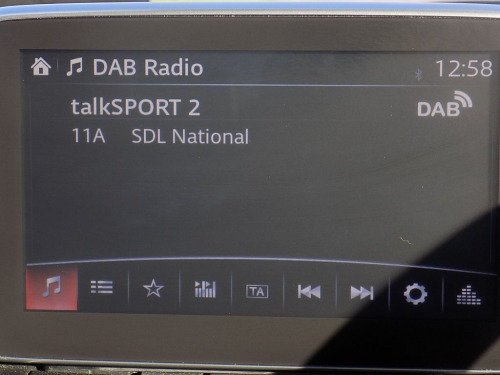 DAB Radio 12:58
talkSPORT 2 DAB
11A SDL National
TA